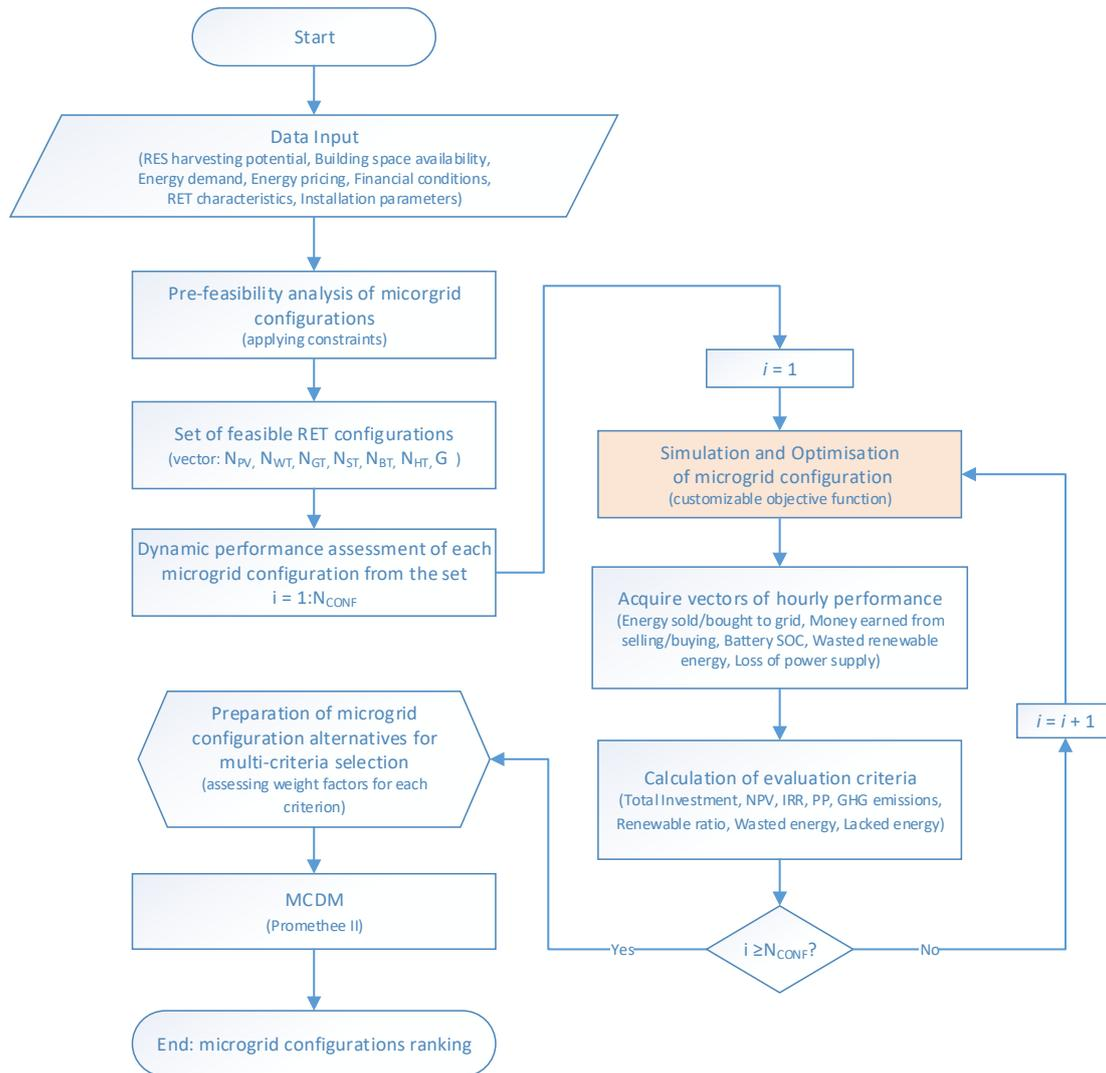 Start
Data Input
(RES harvesting potential, Building space availability,
Energy demand, Energy pricing, Financial conditions,
RET characteristics, Installation parameters)
Pre-feasibility analysis of micorgrid
configurations
(applying constraints)
Set of feasible RET configurations
(vector: NPV, NWT, NGT, NST, NBT, NHT, G )
Dynamic performance assessment of each
microgrid configuration from the set
i = 1:NCONF
i = 1
Simulation and Optimisation
of microgrid configuration
(customizable objective function)
Acquire vectors of hourly performance
(Energy sold/bought to grid, Money earned from
selling/buying, Battery SOC, Wasted renewable
energy, Loss of power supply)
Calculation of evaluation criteria
(Total Investment, NPV, IRR, PP, GHG emissions,
Renewable ratio, Wasted energy, Lacked energy)
i ≥NCONF?
No
i = i + 1
Yes
Preparation of microgrid
configuration alternatives for
multi-criteria selection
(assessing weight factors for each
criterion)
MCDM
(Promethee II)
End: microgrid configurations ranking